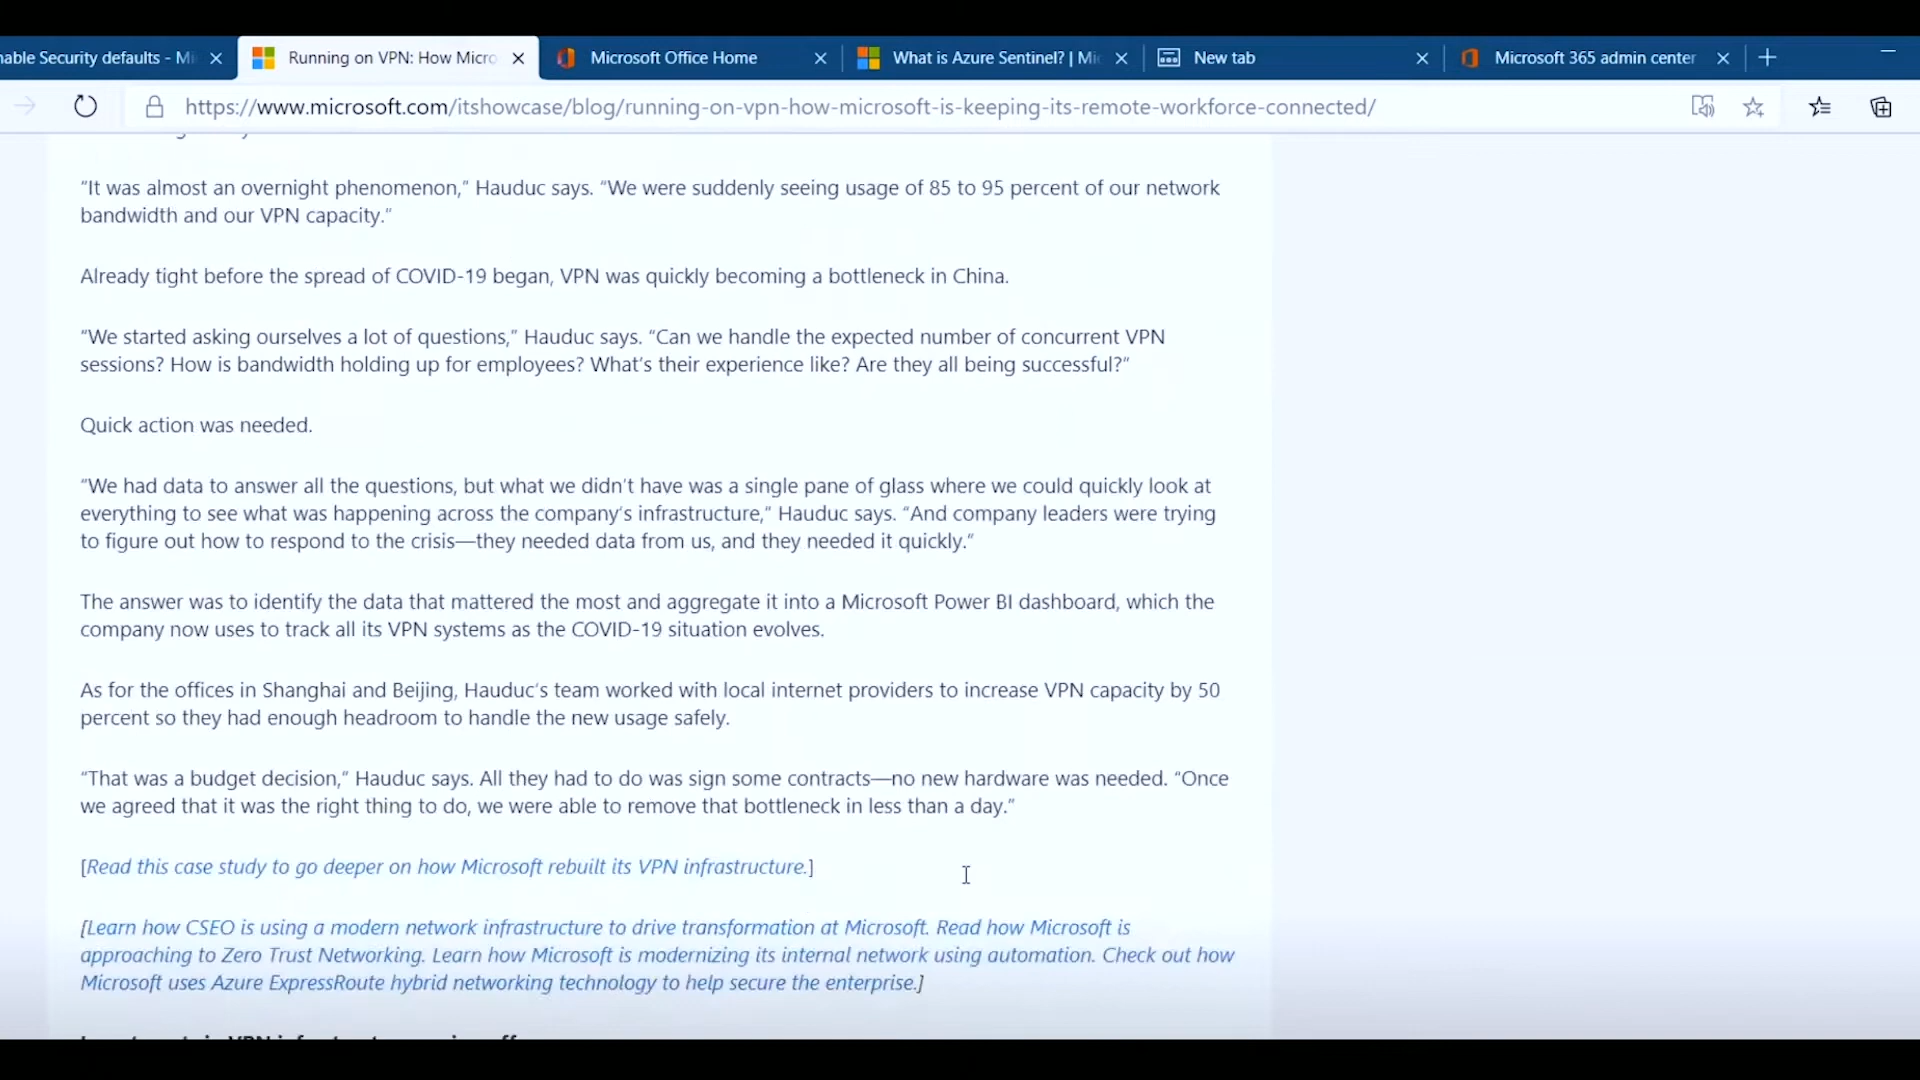 nable Security defaults - Mi
Running on VPN: How Micro
Microsoft Office Home
What is Azure Sentinel? | Mi
New tab
Microsoft 365 admin center
https://www.microsoft.com/itshowcase/blog/running-on-vpn-how-microsoft-is-keeping-its-remote-workforce-connected/
“It was almost an overnight phenomenon,” Hauduc says. “We were suddenly seeing usage of 85 to 95 percent of our network
bandwidth and our VPN capacity.”
Already tight before the spread of COVID-19 began, VPN was quickly becoming a bottleneck in China.
“We started asking ourselves a lot of questions,” Hauduc says. “Can we handle the expected number of concurrent VPN
sessions? How is bandwidth holding up for employees? What’s their experience like? Are they all being successful?”
Quick action was needed.
“We had data to answer all the questions, but what we didn’t have was a single pane of glass where we could quickly look at
everything to see what was happening across the company’s infrastructure,” Hauduc says. “And company leaders were trying
to figure out how to respond to the crisis—they needed data from us, and they needed it quickly.”
The answer was to identify the data that mattered the most and aggregate it into a Microsoft Power BI dashboard, which the
company now uses to track all its VPN systems as the COVID-19 situation evolves.
As for the offices in Shanghai and Beijing, Hauduc’s team worked with local internet providers to increase VPN capacity by 50
percent so they had enough headroom to handle the new usage safely.
“That was a budget decision,” Hauduc says. All they had to do was sign some contracts—no new hardware was needed. “Once
we agreed that it was the right thing to do, we were able to remove that bottleneck in less than a day.”
[Read this case study to go deeper on how Microsoft rebuilt its VPN infrastructure.]
[Learn how CSEO is using a modern network infrastructure to drive transformation at Microsoft. Read how Microsoft is
approaching to Zero Trust Networking. Learn how Microsoft is modernizing its internal network using automation. Check out how
Microsoft uses Azure ExpressRoute hybrid networking technology to help secure the enterprise.]